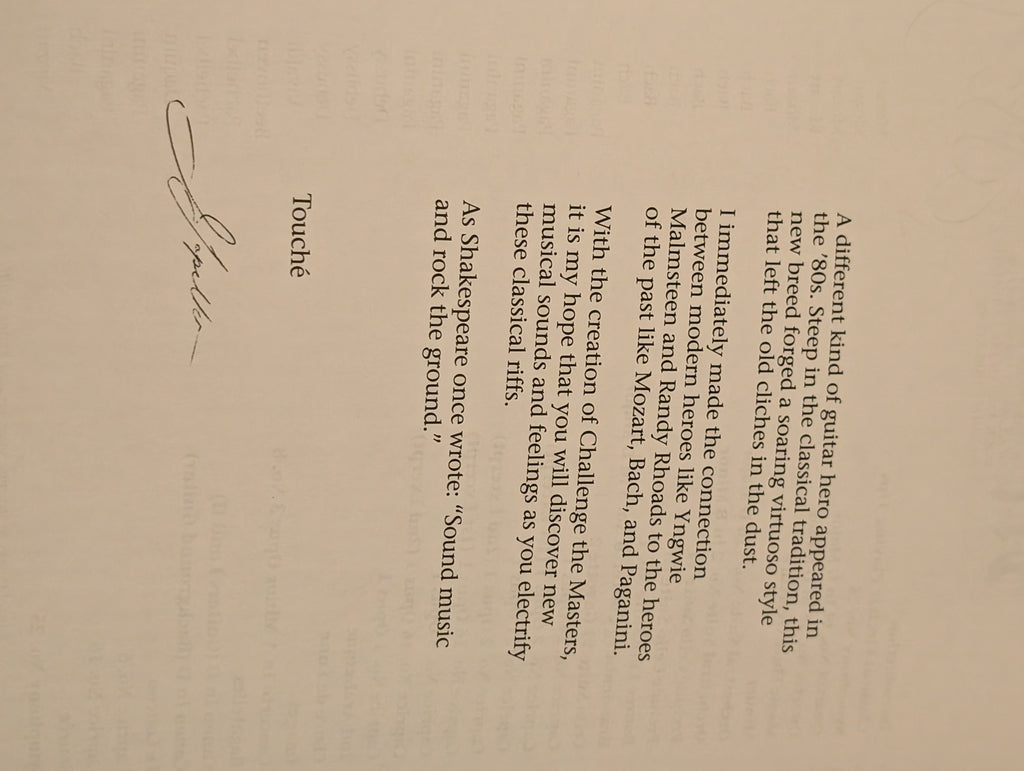 A different kind of guitar hero appeared in
the '80s. Steep in the classical tradition, this
new breed forged a soaring virtuoso style
that left the old cliches in the dust.
I immediately made the connection
between modern heroes like Yngwie
Malmsteen and Randy Rhoads to the heroes
of the past like Mozart, Bach, and Paganini.
With the creation of Challenge the Masters,
it is my hope that you will discover new
musical sounds and feelings as you electrify
these classical riffs.
As Shakespeare once wrote: “Sound music
and rock the ground.”
Touché